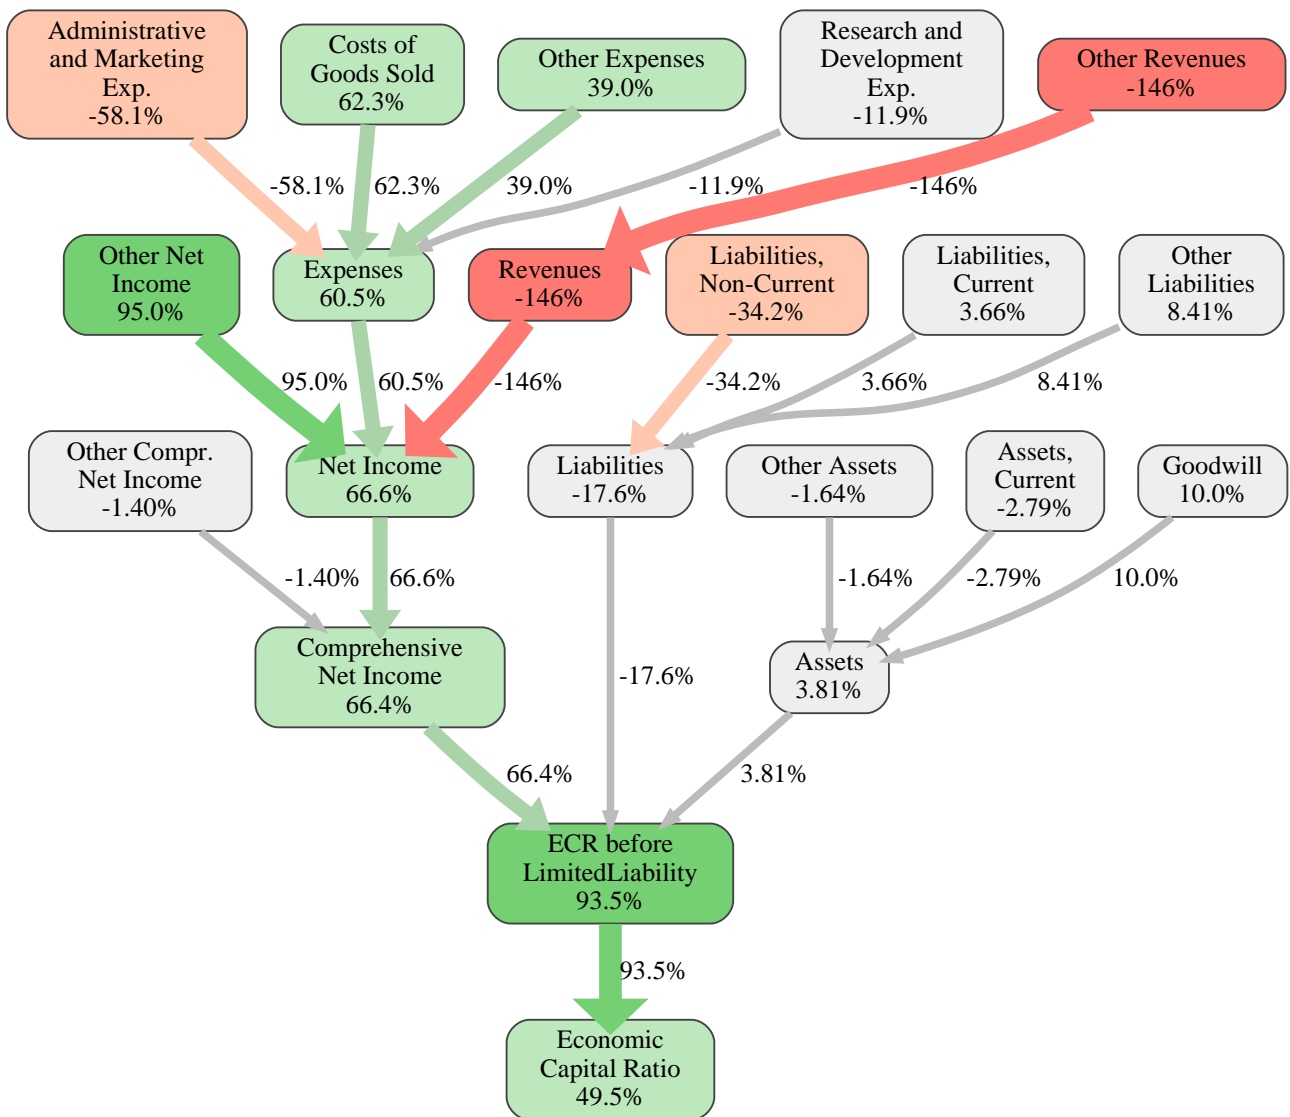 Administrative
and Marketing
Exp.
-58.1%
Costs of
Goods Sold
62.3%
Other Expenses
39.0%
Research and
Development
Exp.
-11.9%
Other Revenues
-146%
-58.1%
62.3%
39.0%
-11.9%
-146%
Other Net
Income
95.0%
Expenses
60.5%
Revenues
-146%
Liabilities,
Non-Current
-34.2%
Liabilities,
Current
3.66%
Other
Liabilities
8.41%
95.0%
60.5%
-146%
-34.2%
3.66%
8.41%
Other Compr.
Net Income
-1.40%
Net Income
66.6%
Liabilities
-17.6%
Other Assets
-1.64%
Assets,
Current
-2.79%
Goodwill
10.0%
-1.40%
66.6%
-1.64%
-2.79%
10.0%
Comprehensive
Net Income
66.4%
-17.6%
Assets
3.81%
66.4%
3.81%
ECR before
LimitedLiability
93.5%
93.5%
Economic
Capital Ratio
49.5%